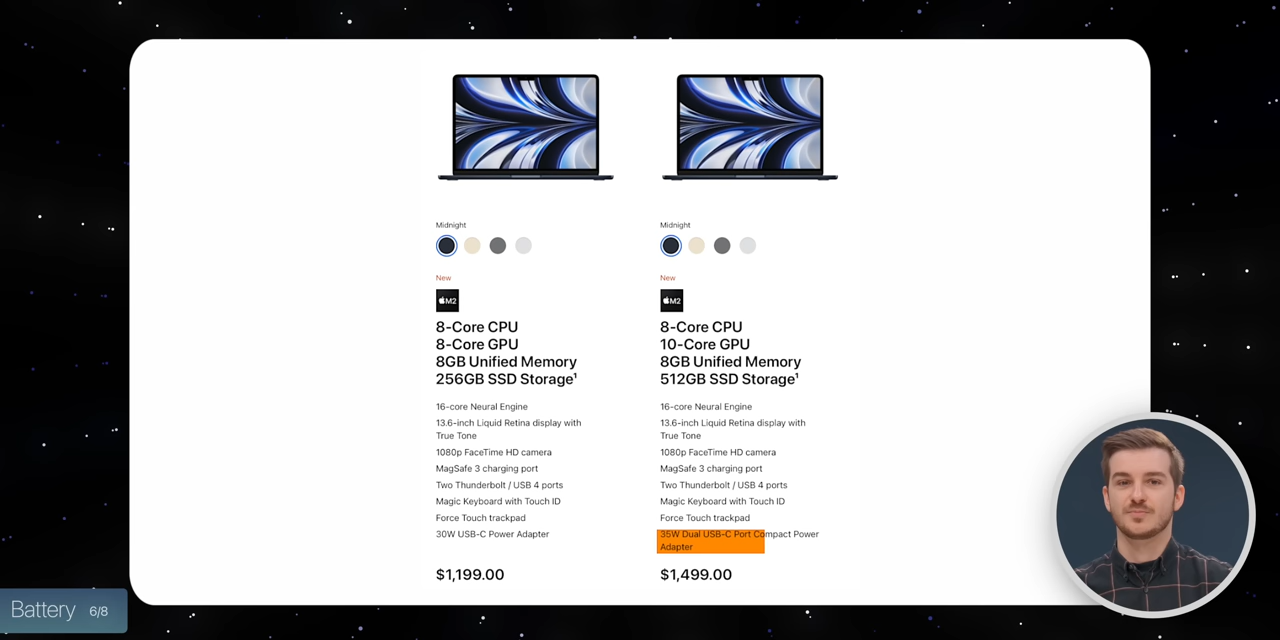 Midnight
New
M2
8-Core CPU
8-Core GPU
8GB Unified Memory
256GB SSD Storage¹
16-core Neural Engine
13.6-inch Liquid Retina display with
True Tone
1080p FaceTime HD camera
MagSafe 3 charging port
Two Thunderbolt / USB 4 ports
Magic Keyboard with Touch ID
Force Touch trackpad
30W USB-C Power Adapter
$1,199.00
Midnight
New
M2
8-Core CPU
10-Core GPU
8GB Unified Memory
512GB SSD Storage¹
16-core Neural Engine
13.6-inch Liquid Retina display with
True Tone
1080p FaceTime HD camera
MagSafe 3 charging port
Two Thunderbolt / USB 4 ports
Magic Keyboard with Touch ID
Force Touch trackpad
35W Dual USB-C Port Compact Power
Adapter
$1,499.00
Battery 6/8